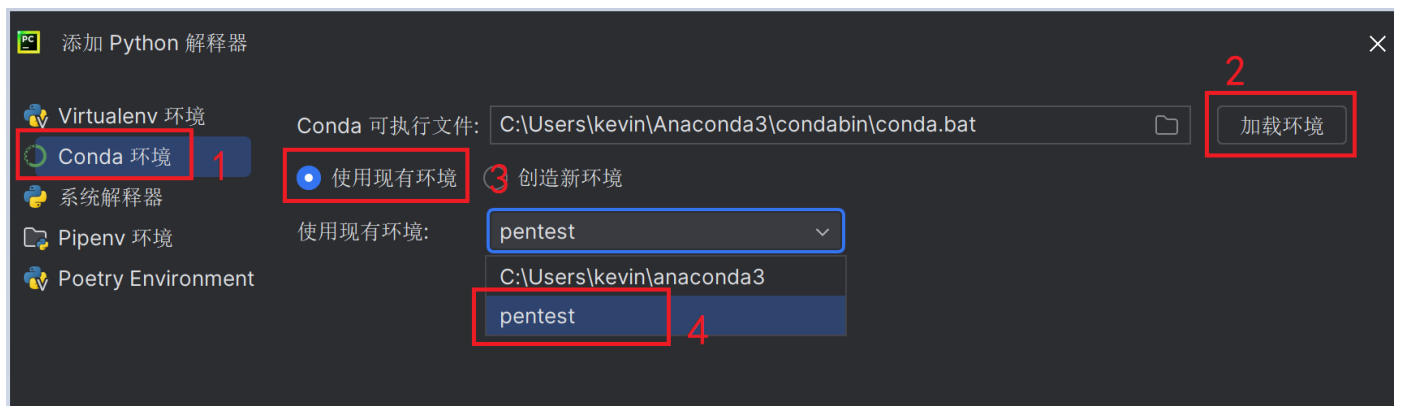 PC 添加 Python 解释器
2
Virtualenv 环境
Conda 可执行文件: C:\Users\kevin\Anaconda3\condabin\conda.bat 加载环境
Conda 环境 1
使用现有环境 3 创造新环境
系统解释器
Pipenv 环境
使用现有环境: pentest
Poetry Environment
C:\Users\kevin\anaconda3
pentest 4